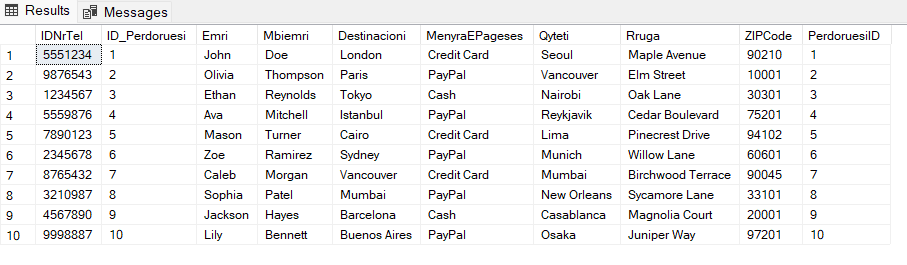 Results Messages
IDNrTel ID_Perdoruesi Emri Mbiemri Destinacioni MenyraEPageses Qyteti Rruga ZIPCode PerdoruesiID
1 5551234 1 John Doe London Credit Card Seoul Maple Avenue 90210 1
2 9876543 2 Olivia Thompson Paris PayPal Vancouver Elm Street 10001 2
3 1234567 3 Ethan Reynolds Tokyo Cash Nairobi Oak Lane 30301 3
4 5559876 4 Ava Mitchell Istanbul PayPal Reykjavik Cedar Boulevard 75201 4
5 7890123 5 Mason Turner Cairo Credit Card Lima Pinecrest Drive 94102 5
6 2345678 6 Zoe Ramirez Sydney PayPal Munich Willow Lane 60601 6
7 8765432 7 Caleb Morgan Vancouver Credit Card Mumbai Birchwood Terrace 90045 7
8 3210987 8 Sophia Patel Mumbai PayPal New Orleans Sycamore Lane 33101 8
9 4567890 9 Jackson Hayes Barcelona Cash Casablanca Magnolia Court 20001 9
10 9998887 10 Lily Bennett Buenos Aires PayPal Osaka Juniper Way 97201 10